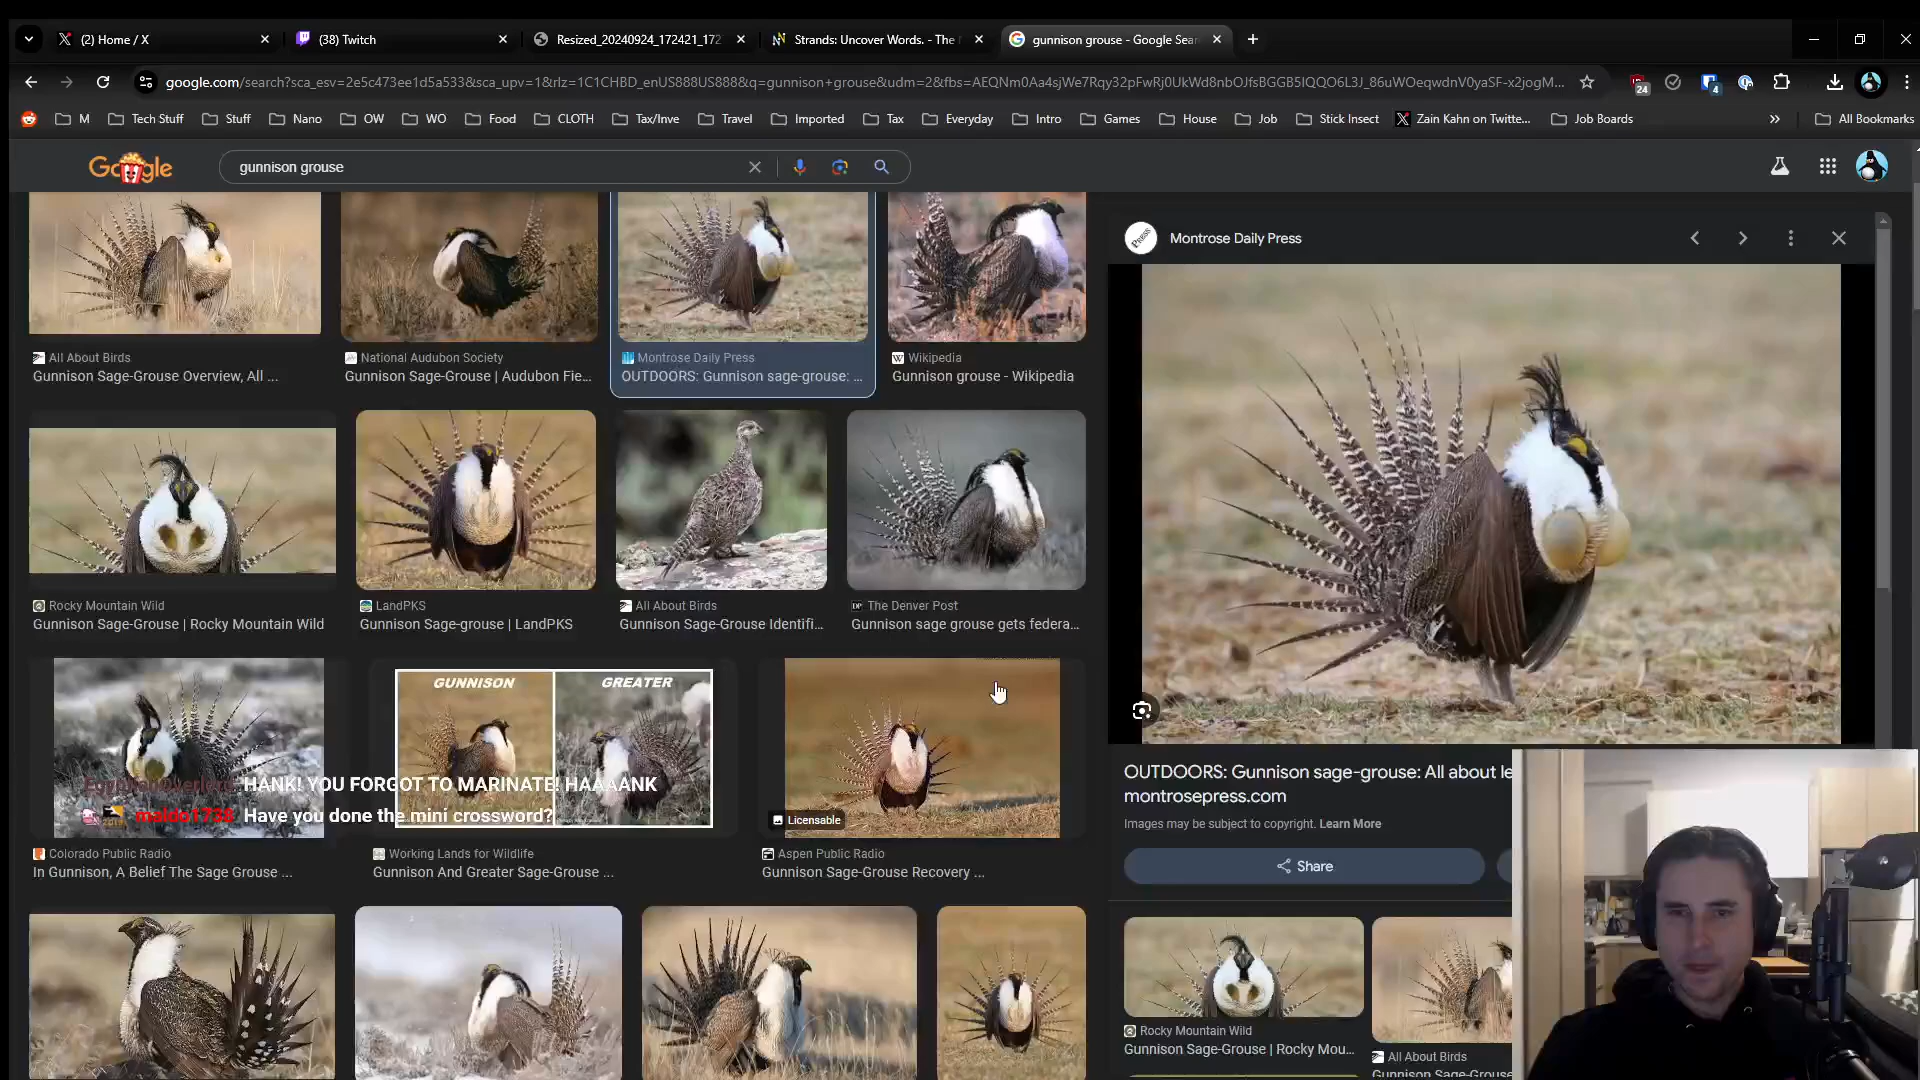 (2) Home / X
(38) Twitch
Resized_20240924_172421_172
Strands: Uncover Words. - The
gunnison grouse - Google Sear
google.com/search?sca_esv=2e5c473ee1d5a533&sca_upv=1&rlz=1C1CHBD_enUS888US888&q=gunnison+grouse&udm=2&fbs=AEQNm0Aa4sjWe7Rqy32pFwRj0UkWd8nbOJfsBGGB5IQQO6L3J_86uWOeqwdnV0yaSF-x2jogM...
24
4
M
Tech Stuff
Stuff
Nano
OW
WO
Food
CLOTH
Tax/Inve
Travel
Imported
Tax
Everyday
Intro
Games
House
Job
Stick Insect
Zain Kahn on Twitte...
Job Boards
All Bookmarks
Google
gunnison grouse
All About Birds
Gunnison Sage-Grouse Overview, All ...
National Audubon Society
Gunnison Sage-Grouse | Audubon Fie...
Montrose Daily Press
OUTDOORS: Gunnison sage-grouse: ...
Wikipedia
Gunnison grouse - Wikipedia
Rocky Mountain Wild
Gunnison Sage-Grouse | Rocky Mountain Wild
LandPKS
Gunnison Sage-grouse | LandPKS
All About Birds
Gunnison Sage-Grouse Identifi...
DP The Denver Post
Gunnison sage grouse gets federa...
GUNNISON
GREATER
HANK! YOU FORGOT TO MARINATE! HAAAANK
maldo1738 Have you done the mini crossword?
Licensable
Colorado Public Radio
In Gunnison, A Belief The Sage Grouse ...
Working Lands for Wildlife
Gunnison And Greater Sage-Grouse ...
Aspen Public Radio
Gunnison Sage-Grouse Recovery ...
Press
Montrose Daily Press
OUTDOORS: Gunnison sage-grouse: All about le
montrosepress.com
Images may be subject to copyright. Learn More
Share
Rocky Mountain Wild
Gunnison Sage-Grouse | Rocky Mou...
All About Birds
Gunnison Sage-Grous